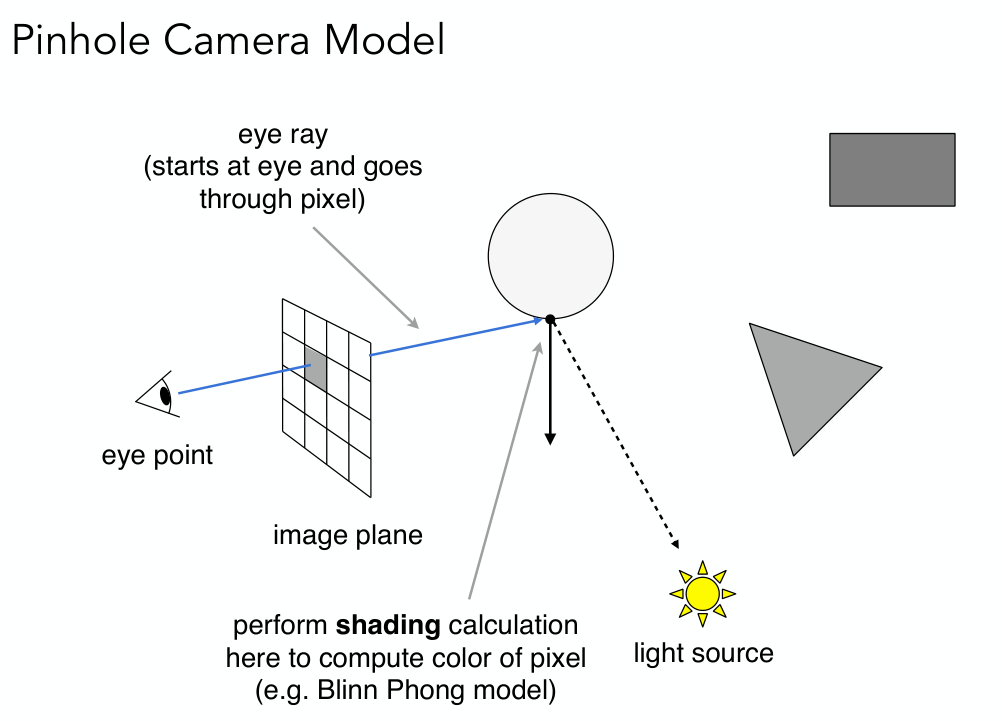 Pinhole Camera Model
eye ray
(starts at eye and goes
through pixel)
eye point
image plane
perform shading calculation
here to compute color of pixel
(e.g. Blinn Phong model)
light source